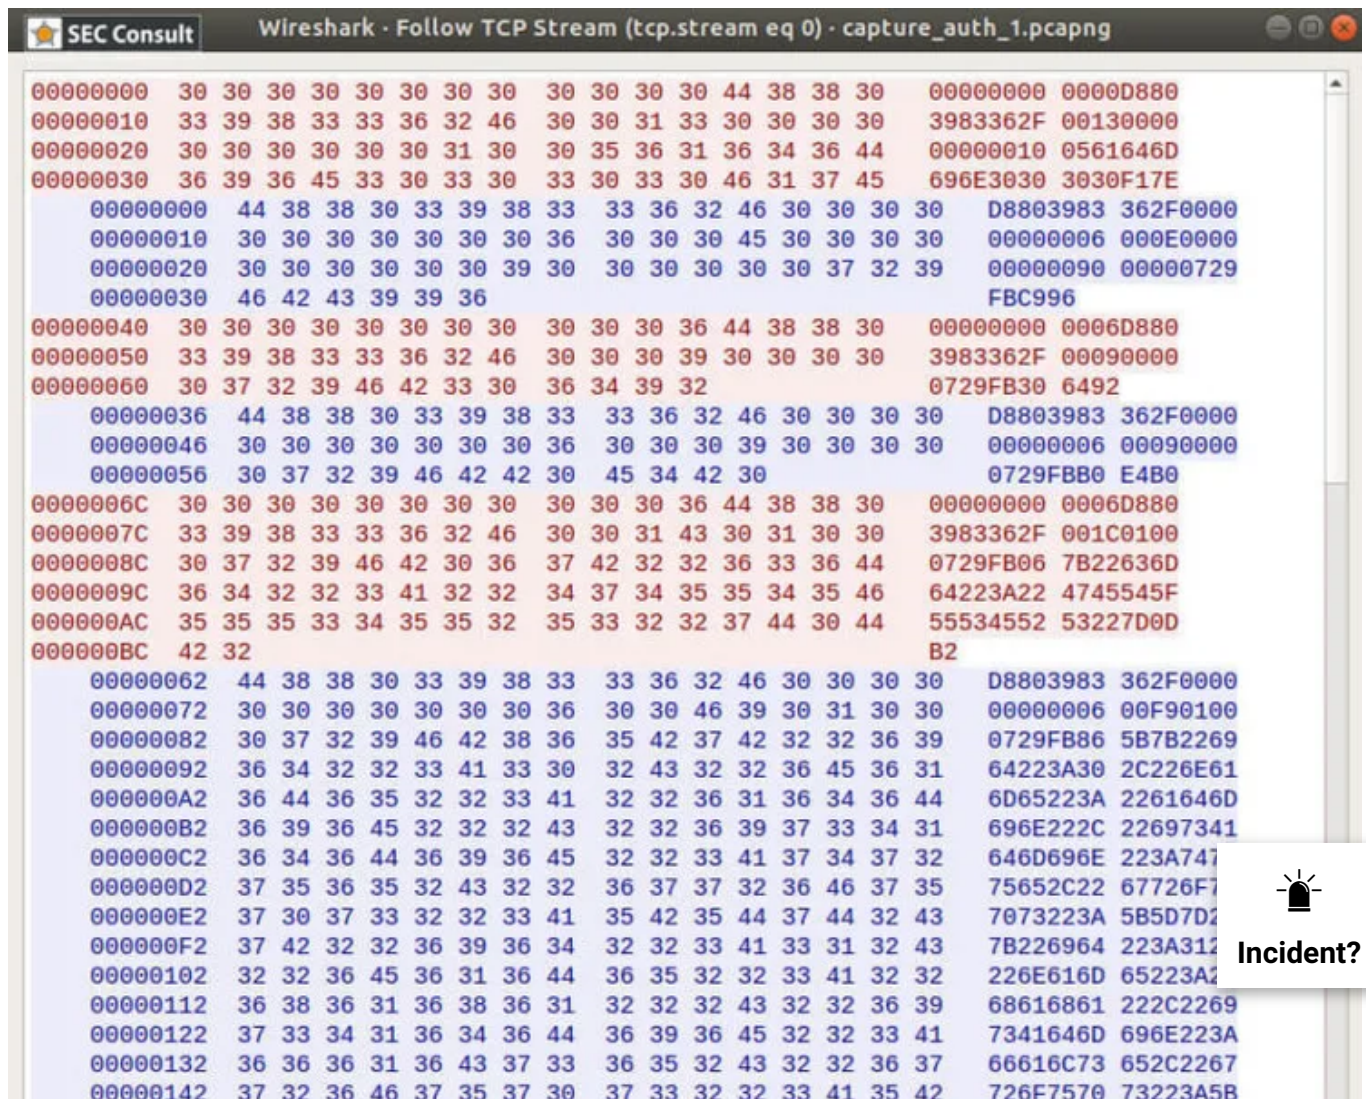 SEC Consult
Wireshark · Follow TCP Stream (tcp.stream eq 0) · capture_auth_1.pcapng
00000000 30 30 30 30 30 30 30 30 30 30 30 30 44 38 38 30 00000000 0000D880
00000010 33 39 38 33 33 36 32 46 30 30 31 33 30 30 30 30 3983362F 00130000
00000020 30 30 30 30 30 30 31 30 30 35 36 31 36 34 36 44 00000010 0561646D
00000030 36 39 36 45 33 30 33 30 33 30 33 30 46 31 37 45 696E3030 3030F17E
00000000 44 38 38 30 33 39 38 33 33 36 32 46 30 30 30 30 D8803983 362F0000
00000010 30 30 30 30 30 30 30 36 30 30 30 45 30 30 30 30 00000006 000E0000
00000020 30 30 30 30 30 30 39 30 30 30 30 30 30 37 32 39 00000090 00000729
00000030 46 42 43 39 39 36 FBC996
00000040 30 30 30 30 30 30 30 30 30 30 30 36 44 38 38 30 00000000 0006D880
00000050 33 39 38 33 33 36 32 46 30 30 30 39 30 30 30 30 3983362F 00090000
00000060 30 37 32 39 46 42 33 30 36 34 39 32 0729FB30 6492
00000036 44 38 38 30 33 39 38 33 33 36 32 46 30 30 30 30 D8803983 362F0000
00000046 30 30 30 30 30 30 30 36 30 30 30 39 30 30 30 30 00000006 00090000
00000056 30 37 32 39 46 42 42 30 45 34 42 30 0729FBB0 E4B0
0000006C 30 30 30 30 30 30 30 30 30 30 30 36 44 38 38 30 00000000 0006D880
0000007C 33 39 38 33 33 36 32 46 30 30 31 43 30 31 30 30 3983362F 001C0100
0000008C 30 37 32 39 46 42 30 36 37 42 32 32 36 33 36 44 0729FB06 7B22636D
0000009C 36 34 32 32 33 41 32 32 34 37 34 35 35 34 35 46 64223A22 4745545F
000000AC 35 35 35 33 34 35 35 32 35 33 32 32 37 44 30 44 55534552 53227D0D
000000BC 42 32 B2
00000062 44 38 38 30 33 39 38 33 33 36 32 46 30 30 30 30 D8803983 362F0000
00000072 30 30 30 30 30 30 30 36 30 30 46 39 30 31 30 30 00000006 00F90100
00000082 30 37 32 39 46 42 38 36 35 42 37 42 32 32 36 39 0729FB86 5B7B2269
00000092 36 34 32 32 33 41 33 30 32 43 32 32 36 45 36 31 64223A30 2C226E61
000000A2 36 44 36 35 32 32 33 41 32 32 36 31 36 34 36 44 6D65223A 2261646D
000000B2 36 39 36 45 32 32 32 43 32 32 36 39 37 33 34 31 696E222C 22697341
000000C2 36 34 36 44 36 39 36 45 32 32 33 41 37 34 37 32 646D696E 223A747
000000D2 37 35 36 35 32 43 32 32 36 37 37 32 36 46 37 35 75652C22 67726F7
000000E2 37 30 37 33 32 32 33 41 35 42 35 44 37 44 32 43 7073223A 5B5D7D2
000000F2 37 42 32 32 36 39 36 34 32 32 33 41 33 31 32 43 7B226964 223A312
00000102 32 32 36 45 36 31 36 44 36 35 32 32 33 41 32 32 226E616D 65223A2
00000112 36 38 36 31 36 38 36 31 32 32 32 43 32 32 36 39 68616861 222C2269
00000122 37 33 34 31 36 34 36 44 36 39 36 45 32 32 33 41 7341646D 696E223A
00000132 36 36 36 31 36 43 37 33 36 35 32 43 32 32 36 37 66616C73 652C2267
00000142 37 32 36 46 37 35 37 30 37 33 32 32 33 41 35 42 726F7570 73223A5B
Incident?